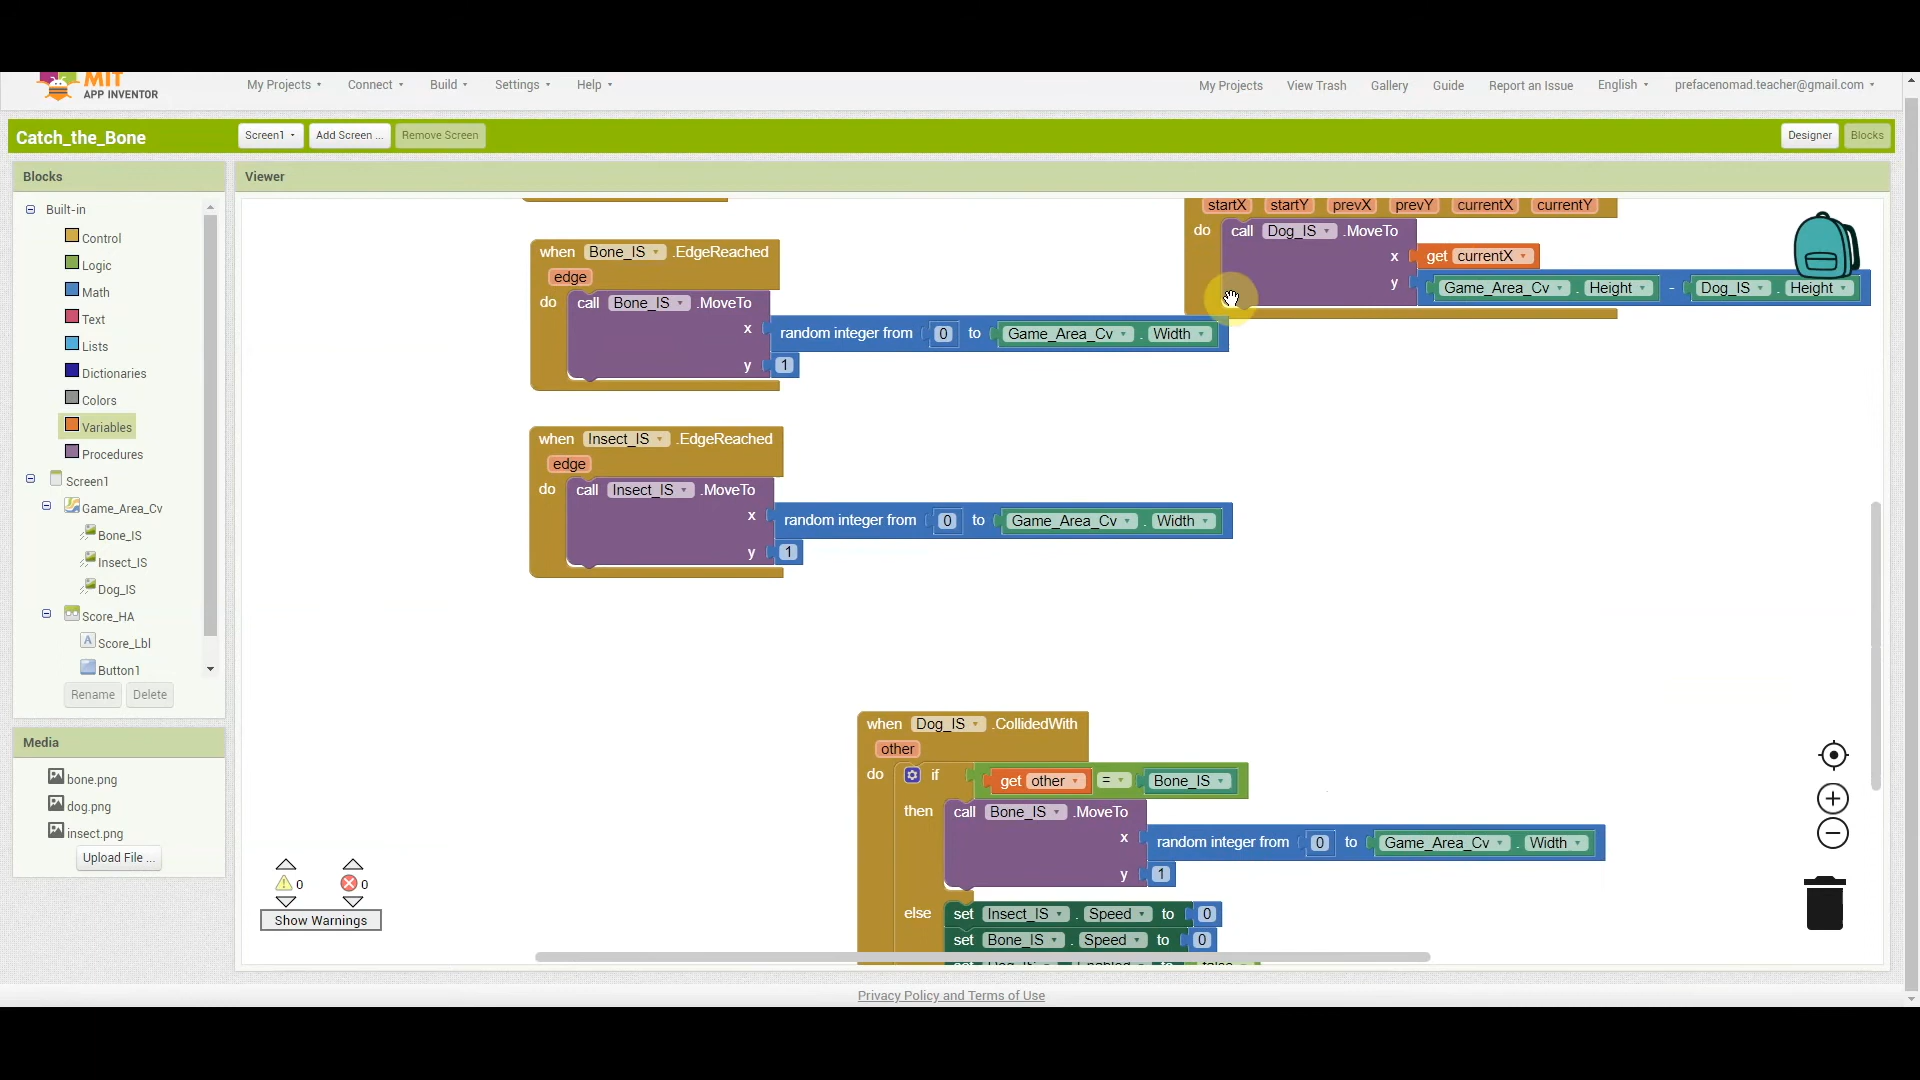 MIT
APP INVENTOR
My Projects Connect Build Settings Help My Projects View Trash Gallery Guide Report an Issue English prefacenomad.teacher@gmail.com
Catch_the_Bone Screen1 Add Screen ... Remove Screen Designer Blocks
Blocks
Built-in
Control
Logic
Math
Text
Lists
Dictionaries
Colors
Variables
Procedures
Screen1
Game_Area_Cv
Bone_IS
Insect_IS
Dog_IS
Score_HA
Score_Lbl
Button1
Rename Delete
Media
bone.png
dog.png
insect.png
Upload File ...
Viewer
startX startY prevX prevY currentX currentY
do call Dog_IS .MoveTo
x get currentX
y Game_Area_Cv . Height - Dog_IS . Height
when Bone_IS .EdgeReached
edge
do call Bone_IS .MoveTo
x random integer from 0 to Game_Area_Cv . Width
y 1
when Insect_IS .EdgeReached
edge
do call Insect_IS .MoveTo
x random integer from 0 to Game_Area_Cv . Width
y 1
when Dog_IS .CollidedWith
other
do if get other = Bone_IS
then call Bone_IS .MoveTo
x random integer from 0 to Game_Area_Cv . Width
y 1
else set Insect_IS . Speed to 0
set Bone_IS . Speed to 0
0 0
Show Warnings
Privacy Policy and Terms of Use